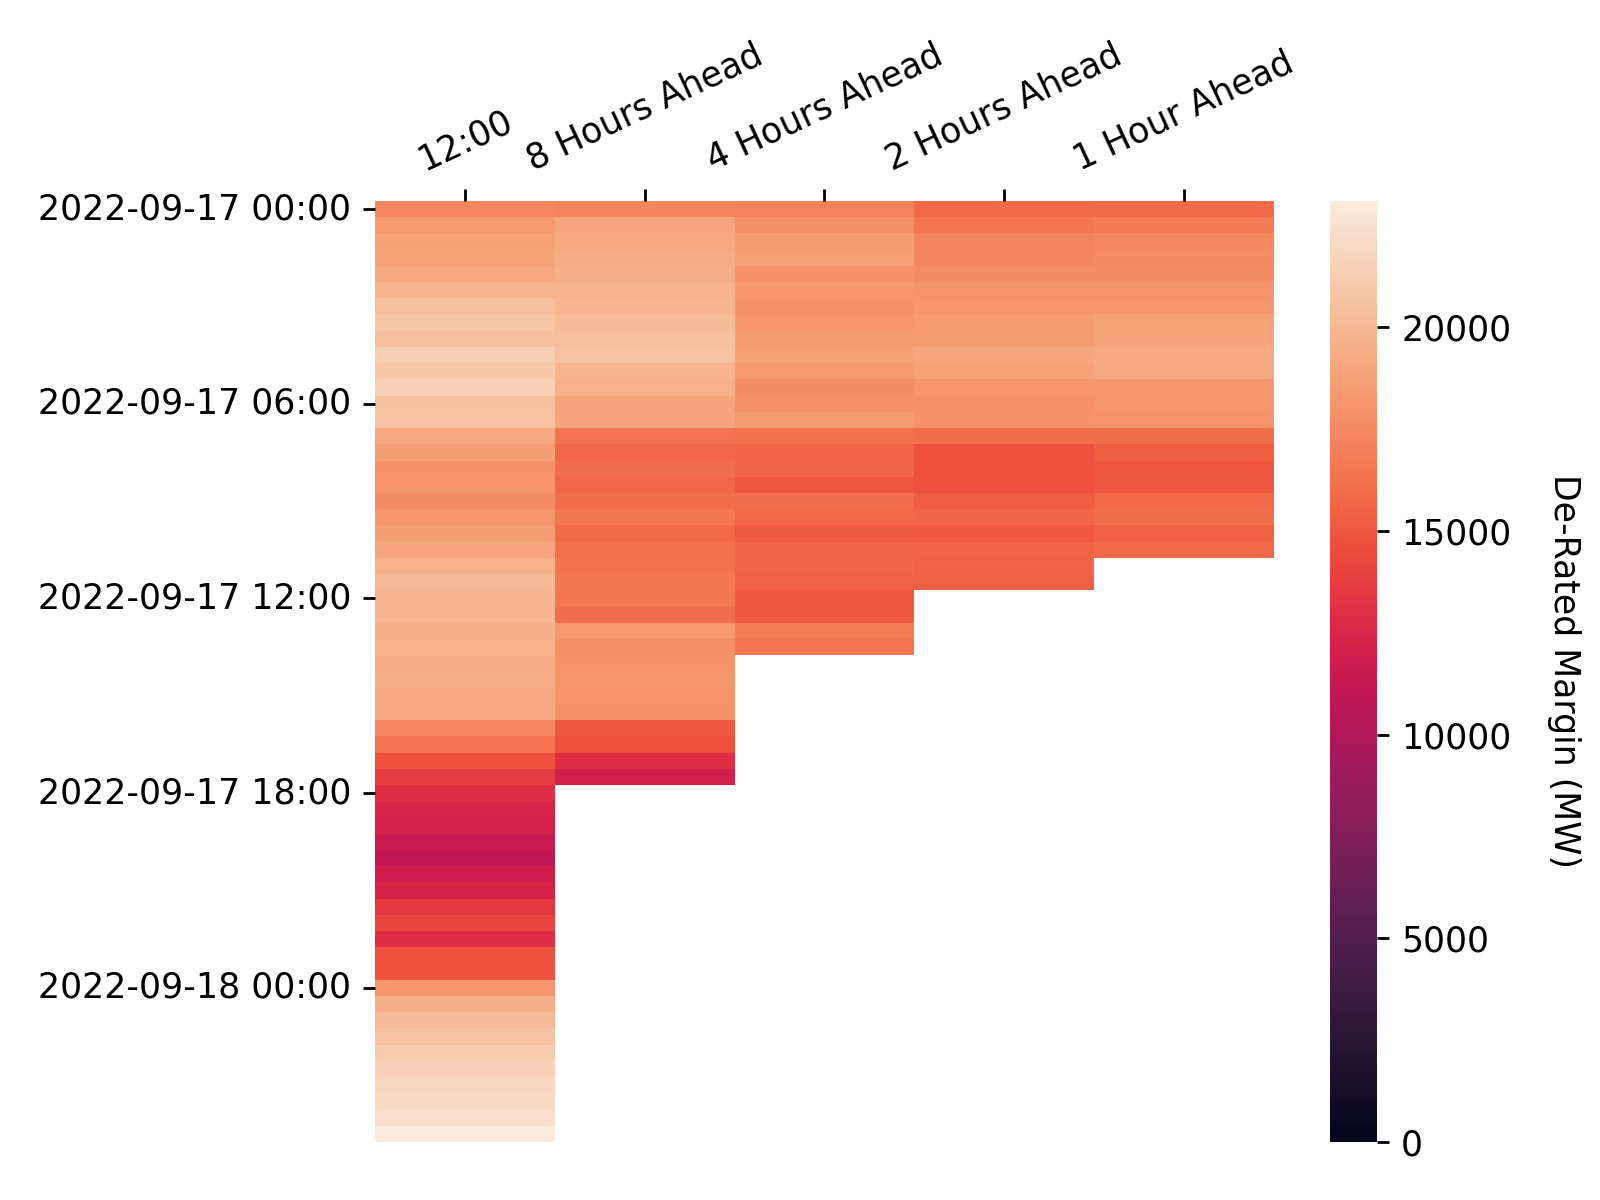 12:00
8 Hours Ahead
4 Hours Ahead
2 Hours Ahead
1 Hour Ahead
2022-09-17 00:00
2022-09-17 06:00
2022-09-17 12:00
2022-09-17 18:00
2022-09-18 00:00
20000
15000
10000
5000
0
De-Rated Margin (MW)